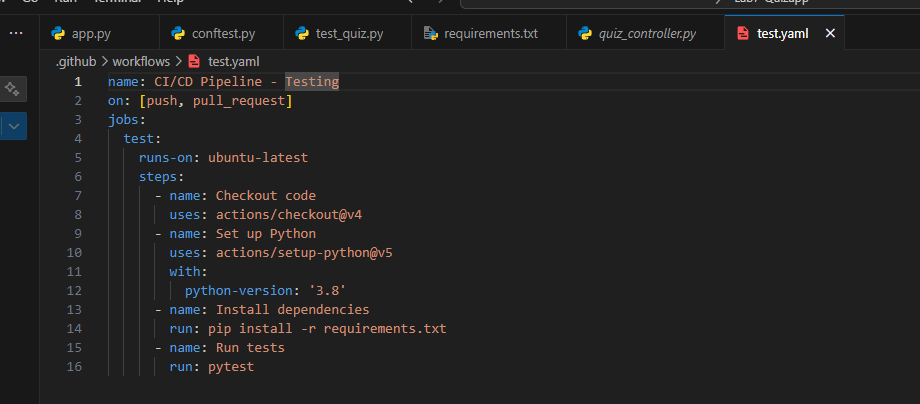 Go Run Terminal Help
app.py conftest.py test_quiz.py requirements.txt quiz_controller.py test.yaml
.github > workflows > test.yaml
1 name: CI/CD Pipeline - Testing
2 on: [push, pull_request]
3 jobs:
4 test:
5 runs-on: ubuntu-latest
6 steps:
7 - name: Checkout code
8 uses: actions/checkout@v4
9 - name: Set up Python
10 uses: actions/setup-python@v5
11 with:
12 python-version: '3.8'
13 - name: Install dependencies
14 run: pip install -r requirements.txt
15 - name: Run tests
16 run: pytest